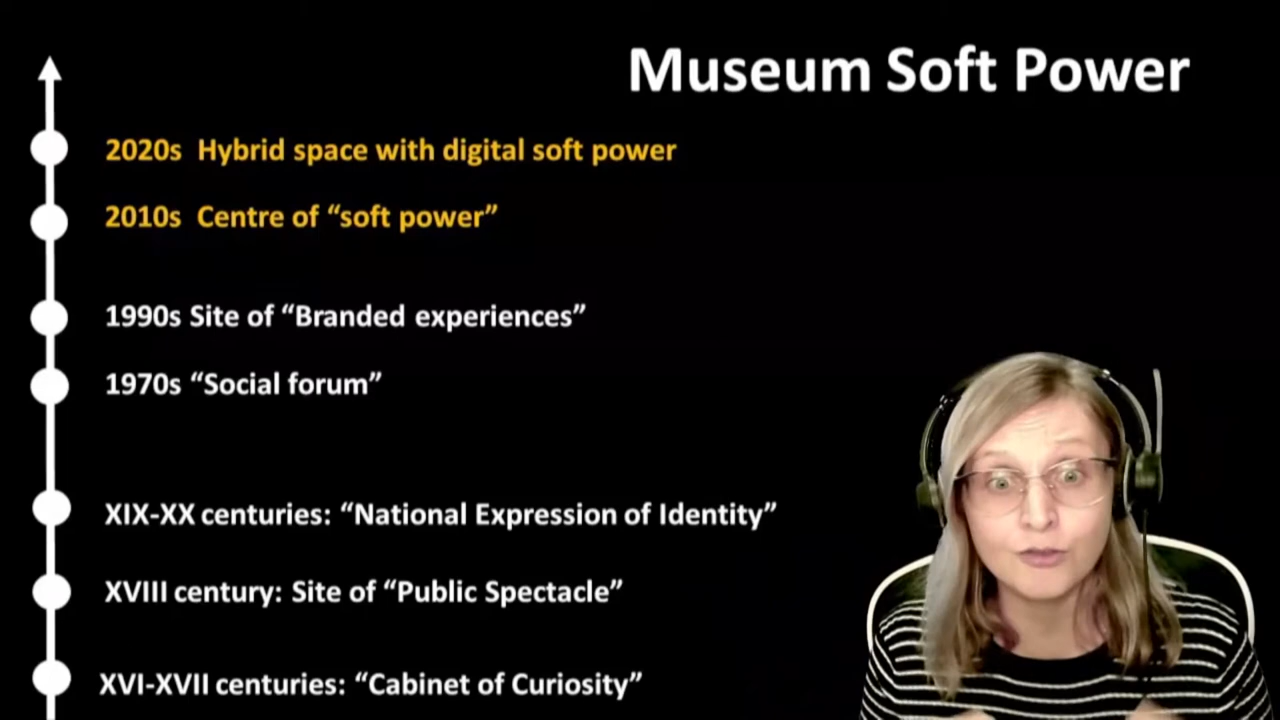 Museum Soft Power
2020s  Hybrid space with digital soft power
2010s  Centre of “soft power”
1990s Site of “Branded experiences”
1970s “Social forum”
XIX-XX centuries: “National Expression of Identity”
XVIII century: Site of “Public Spectacle”
XVI-XVII centuries: “Cabinet of Curiosity”